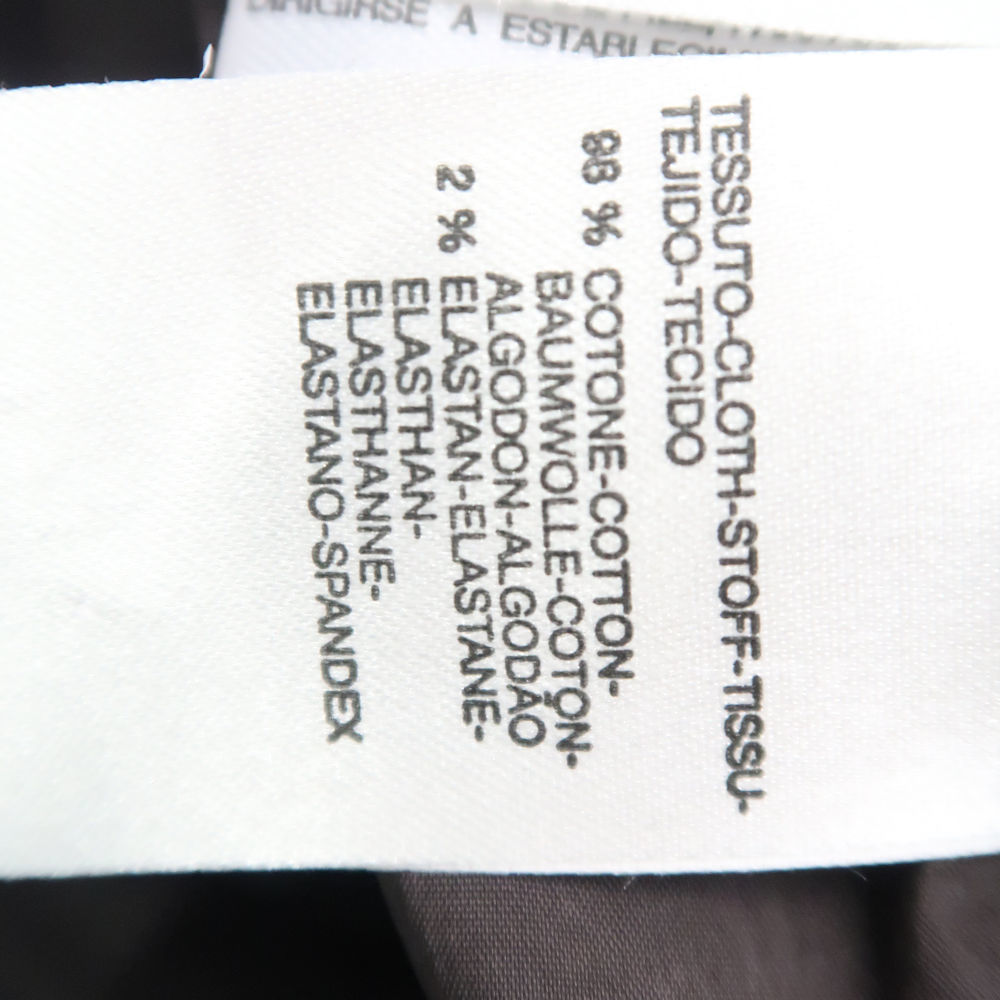 DIRIGIRSE A
TESSUTO-CLOTH-STOFF-TISSU-
TEJIDO-TECIDO
98 % COTONE-COTTON-
BAUMWOLLE-COTON-
ALGODON-ALGODÃO
2 % ELASTAN-ELASTANE-
ELASTHAN-
ELASTHANNE-
ELASTANO-SPANDEX